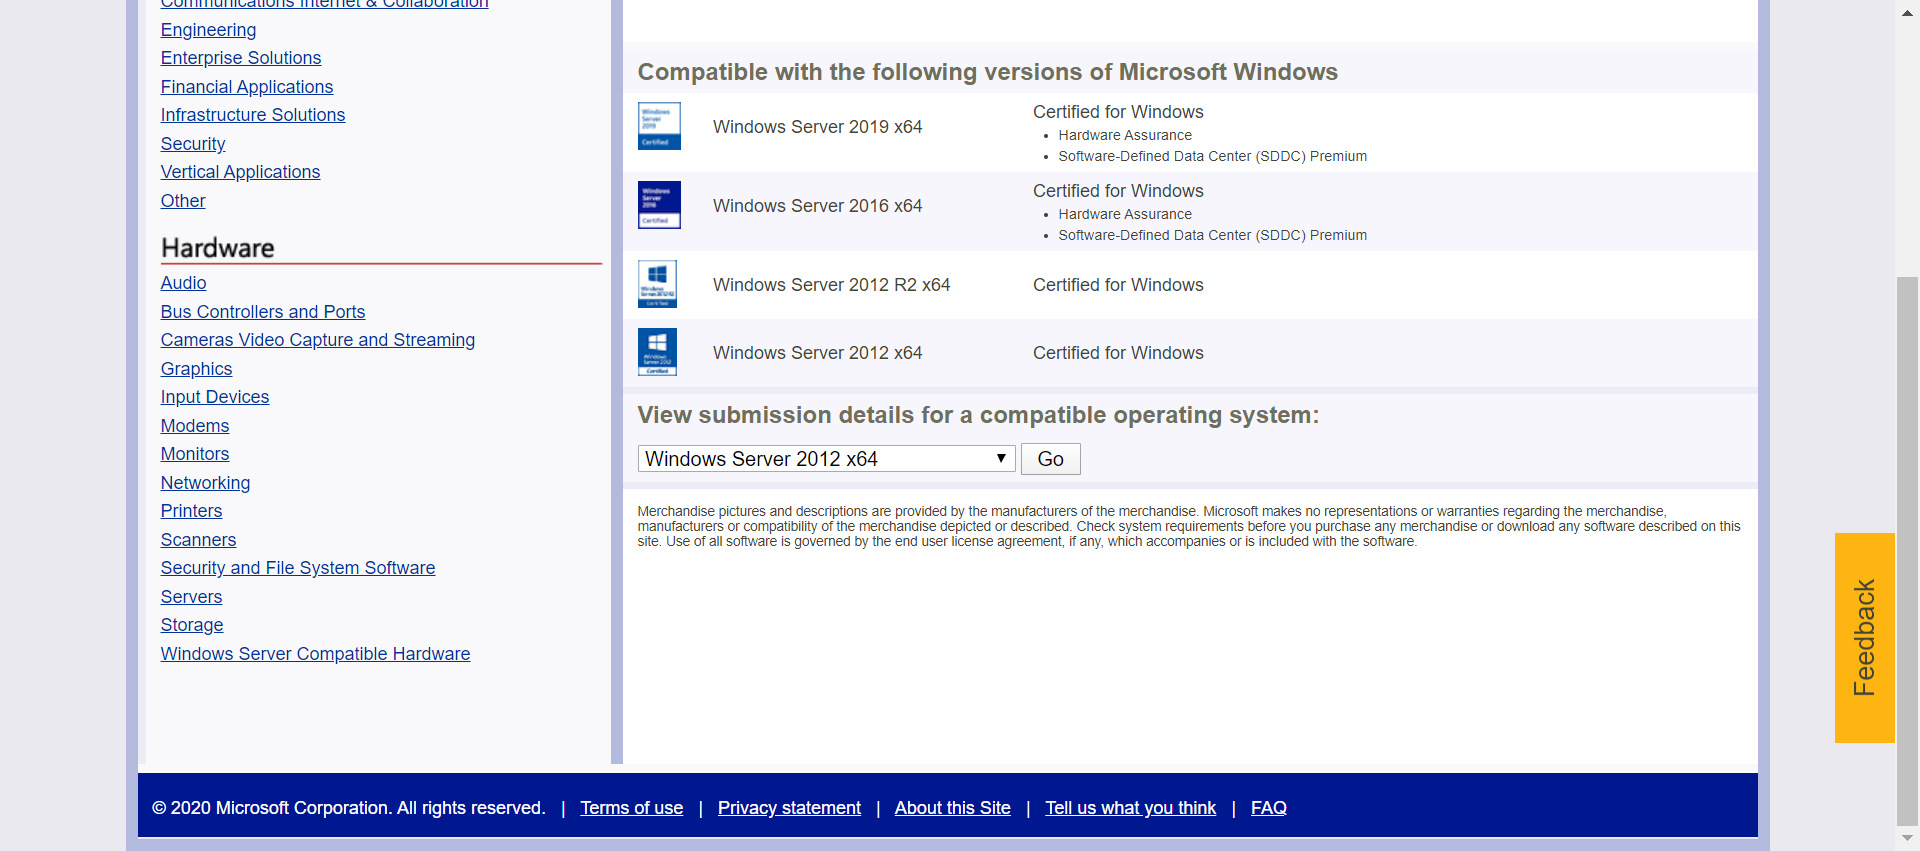 Communications Internet & Collaboration
Engineering
Enterprise Solutions
Financial Applications
Infrastructure Solutions
Security
Vertical Applications
Other
Hardware
Audio
Bus Controllers and Ports
Cameras Video Capture and Streaming
Graphics
Input Devices
Modems
Monitors
Networking
Printers
Scanners
Security and File System Software
Servers
Storage
Windows Server Compatible Hardware
Compatible with the following versions of Microsoft Windows
Windows
Server
2019
Certified
Windows Server 2019 x64
Certified for Windows
• Hardware Assurance
• Software-Defined Data Center (SDDC) Premium
Windows
Server
2016
Certified
Windows Server 2016 x64
Certified for Windows
• Hardware Assurance
• Software-Defined Data Center (SDDC) Premium
Windows
Server 2012 R2
Certified
Windows Server 2012 R2 x64
Certified for Windows
Windows
Server 2012
Certified
Windows Server 2012 x64
Certified for Windows
View submission details for a compatible operating system:
Windows Server 2012 x64
Go
Merchandise pictures and descriptions are provided by the manufacturers of the merchandise. Microsoft makes no representations or warranties regarding the merchandise,
manufacturers or compatibility of the merchandise depicted or described. Check system requirements before you purchase any merchandise or download any software described on this
site. Use of all software is governed by the end user license agreement, if any, which accompanies or is included with the software.
Feedback
© 2020 Microsoft Corporation. All rights reserved. | Terms of use | Privacy statement | About this Site | Tell us what you think | FAQ